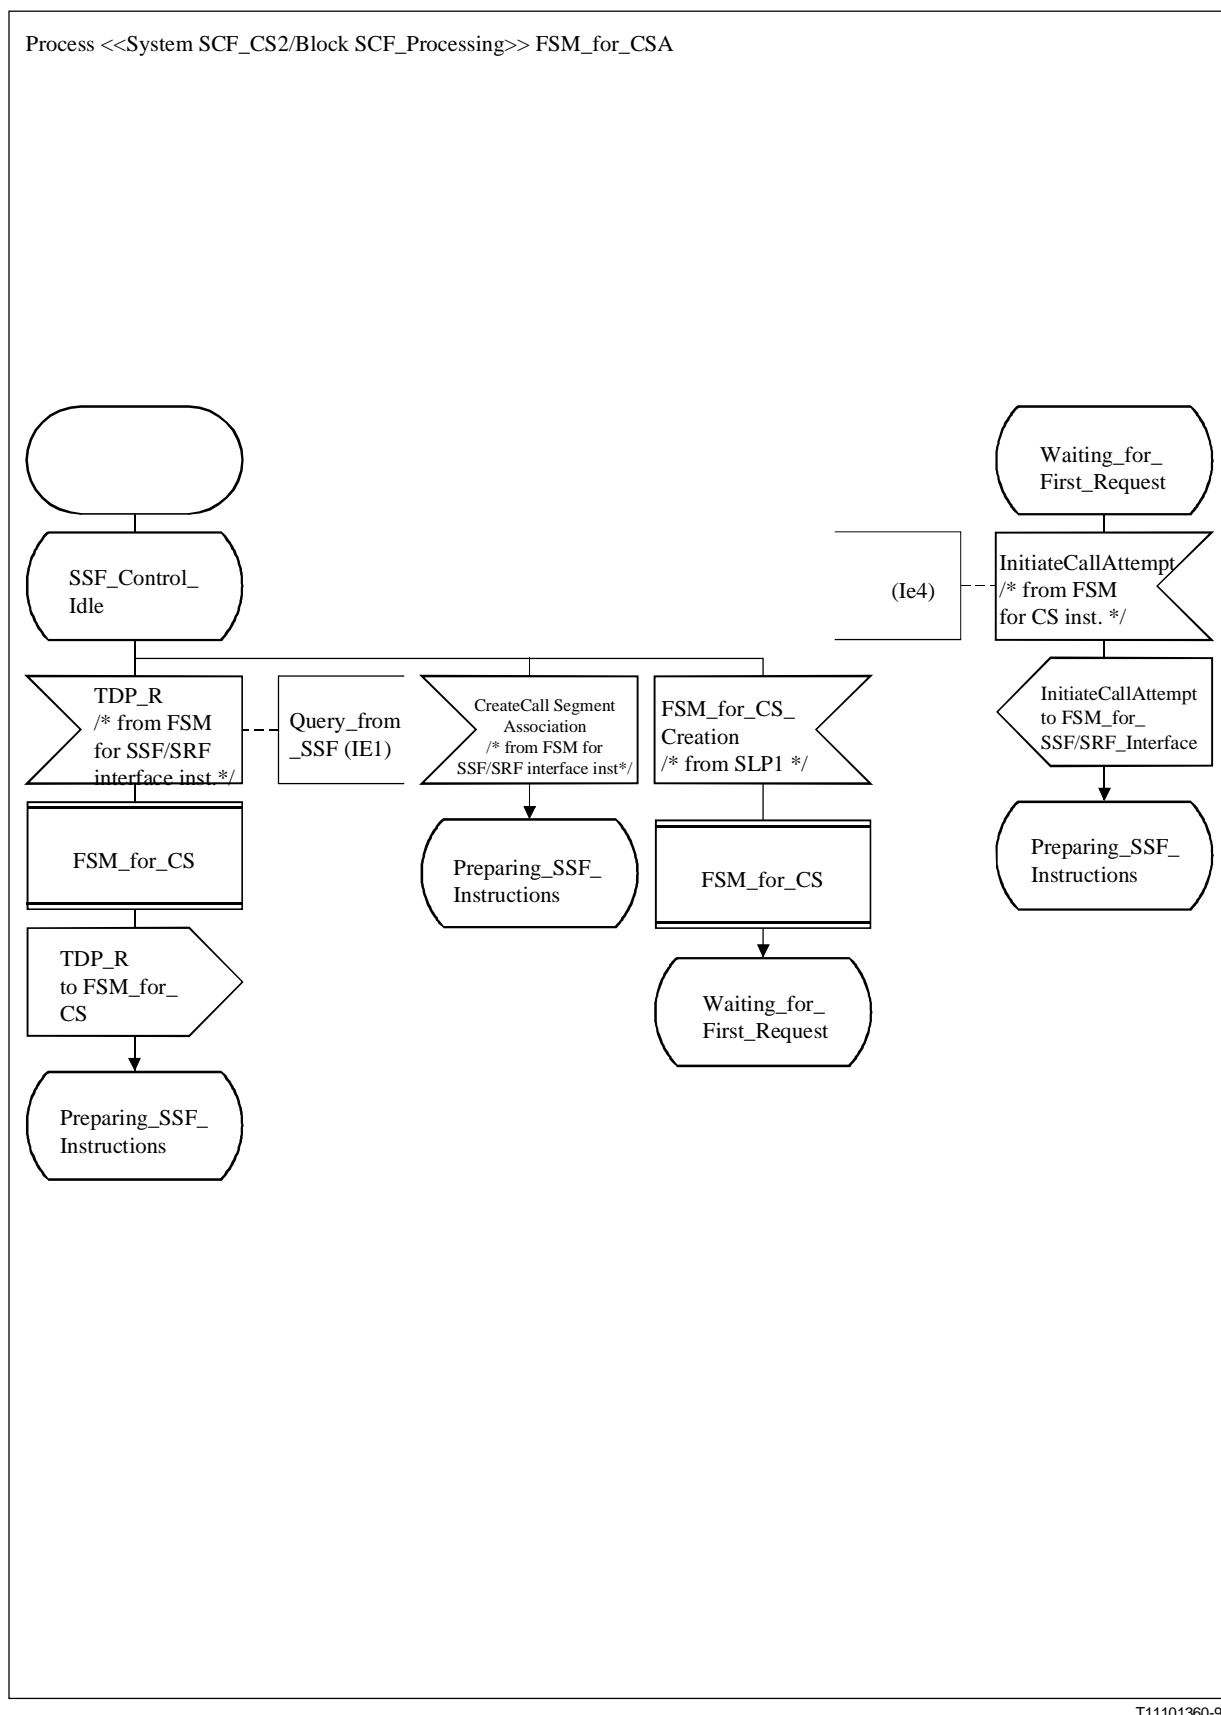 Process <<System SCF_CS2/Block SCF_Processing>> FSM_for_CSA
SSF_Control_
Idle
TDP_R
/* from FSM
for SSF/SRF
interface inst.*/
Query_from
_SSF (IE1)
FSM_for_CS
TDP_R
to FSM_for_
CS
Preparing_SSF_
Instructions
CreateCall Segment
Association
/* from FSM for
SSF/SRF interface inst*/
Preparing_SSF_
Instructions
FSM_for_CS_
Creation
/* from SLP1 */
FSM_for_CS
Waiting_for_
First_Request
Waiting_for_
First_Request
(Ie4)
InitiateCallAttempt
/* from FSM
for CS inst. */
InitiateCallAttempt
to FSM_for_
SSF/SRF_Interface
Preparing_SSF_
Instructions
T11101360-9